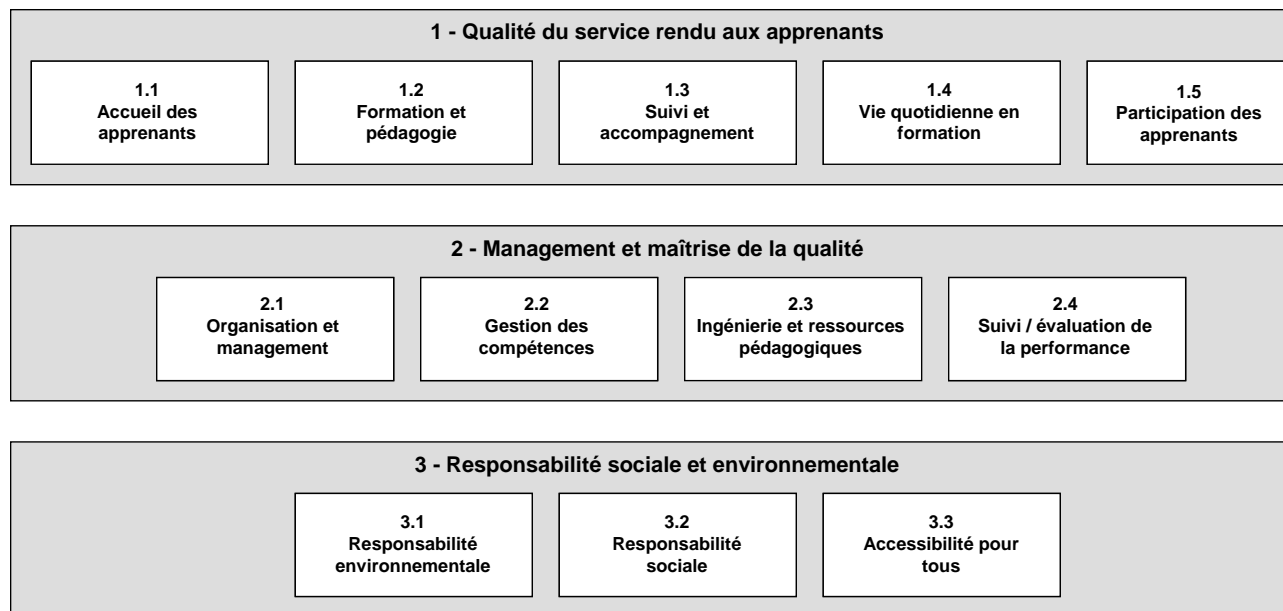 1 - Qualité du service rendu aux apprenants
1.1
Accueil des
apprenants
1.2
Formation et
pédagogie
1.3
Suivi et
accompagnement
1.4
Vie quotidienne en
formation
1.5
Participation des
apprenants
2 - Management et maîtrise de la qualité
2.1
Organisation et
management
2.2
Gestion des
compétences
2.3
Ingénierie et ressources
pédagogiques
2.4
Suivi / évaluation de
la performance
3 - Responsabilité sociale et environnementale
3.1
Responsabilité
environnementale
3.2
Responsabilité
sociale
3.3
Accessibilité pour
tous